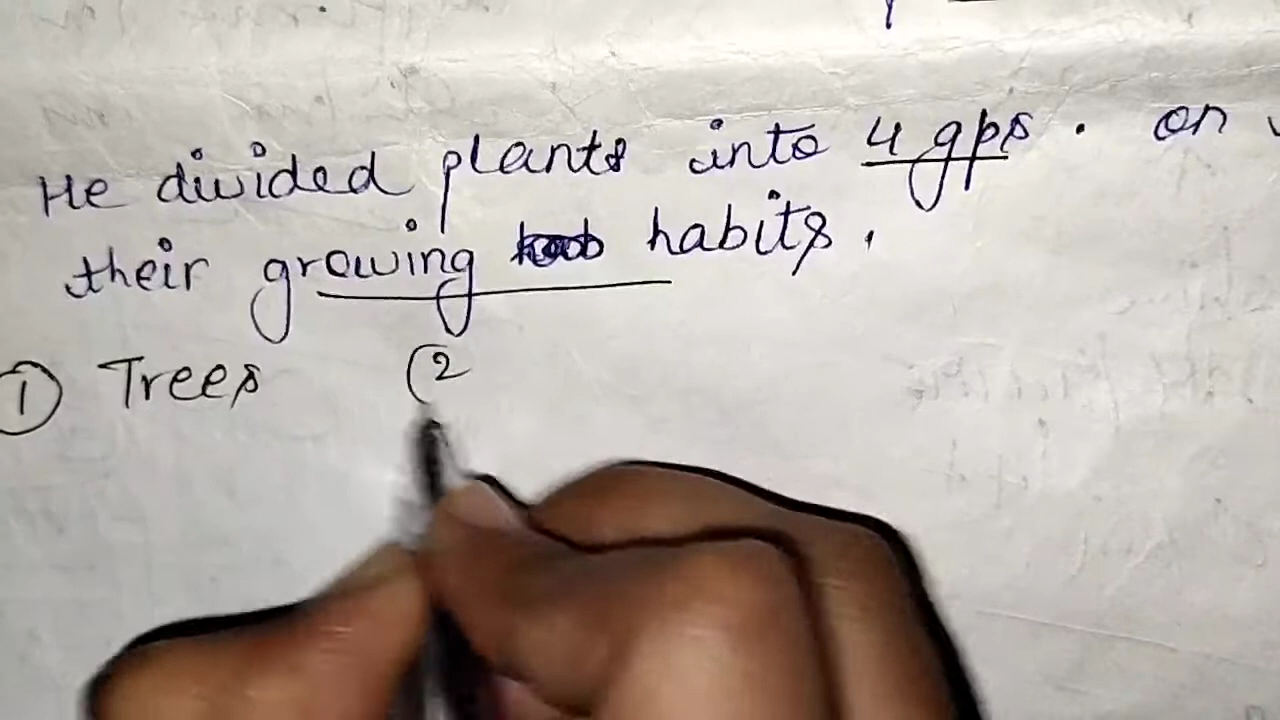 He divided plants into 4 gps. on
their growing habits.
① Trees ②